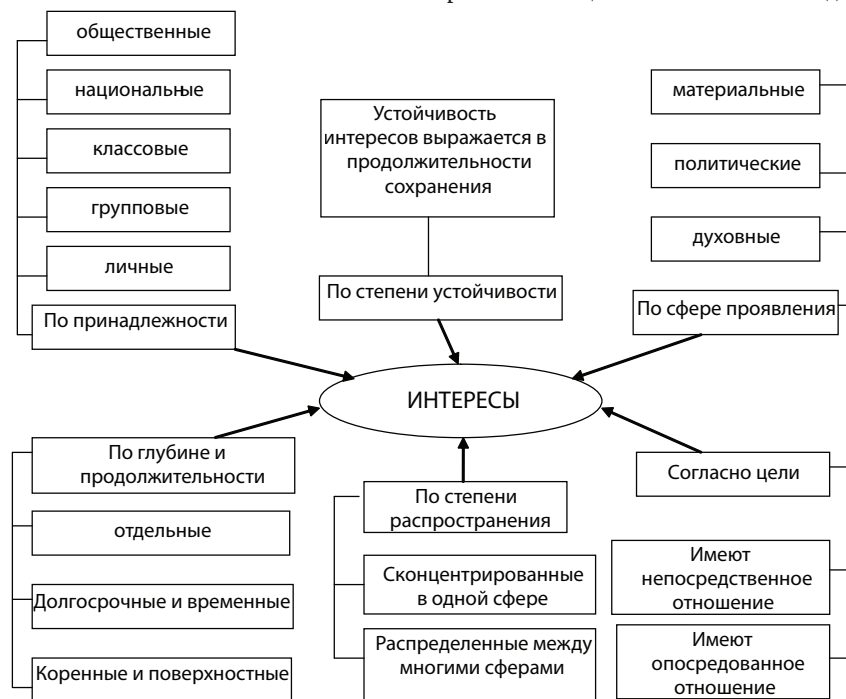 общественные
национальные
классовые
групповые
личные
По принадлежности
Устойчивость
интересов выражается в
продолжительности
сохранения
По степени устойчивости
материальные
политические
духовные
По сфере проявления
ИНТЕРЕСЫ
По глубине и
продолжительности
отдельные
Долгосрочные и временные
Коренные и поверхностные
По степени
распространения
Сконцентрированные
в одной сфере
Распределенные между
многими сферами
Согласно цели
Имеют
непосредственное
отношение
Имеют
опосредованное
отношение